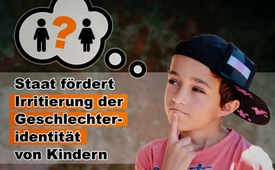 ?
Staat fördert
Irritierung der
Geschlechter-
identität
von Kindern